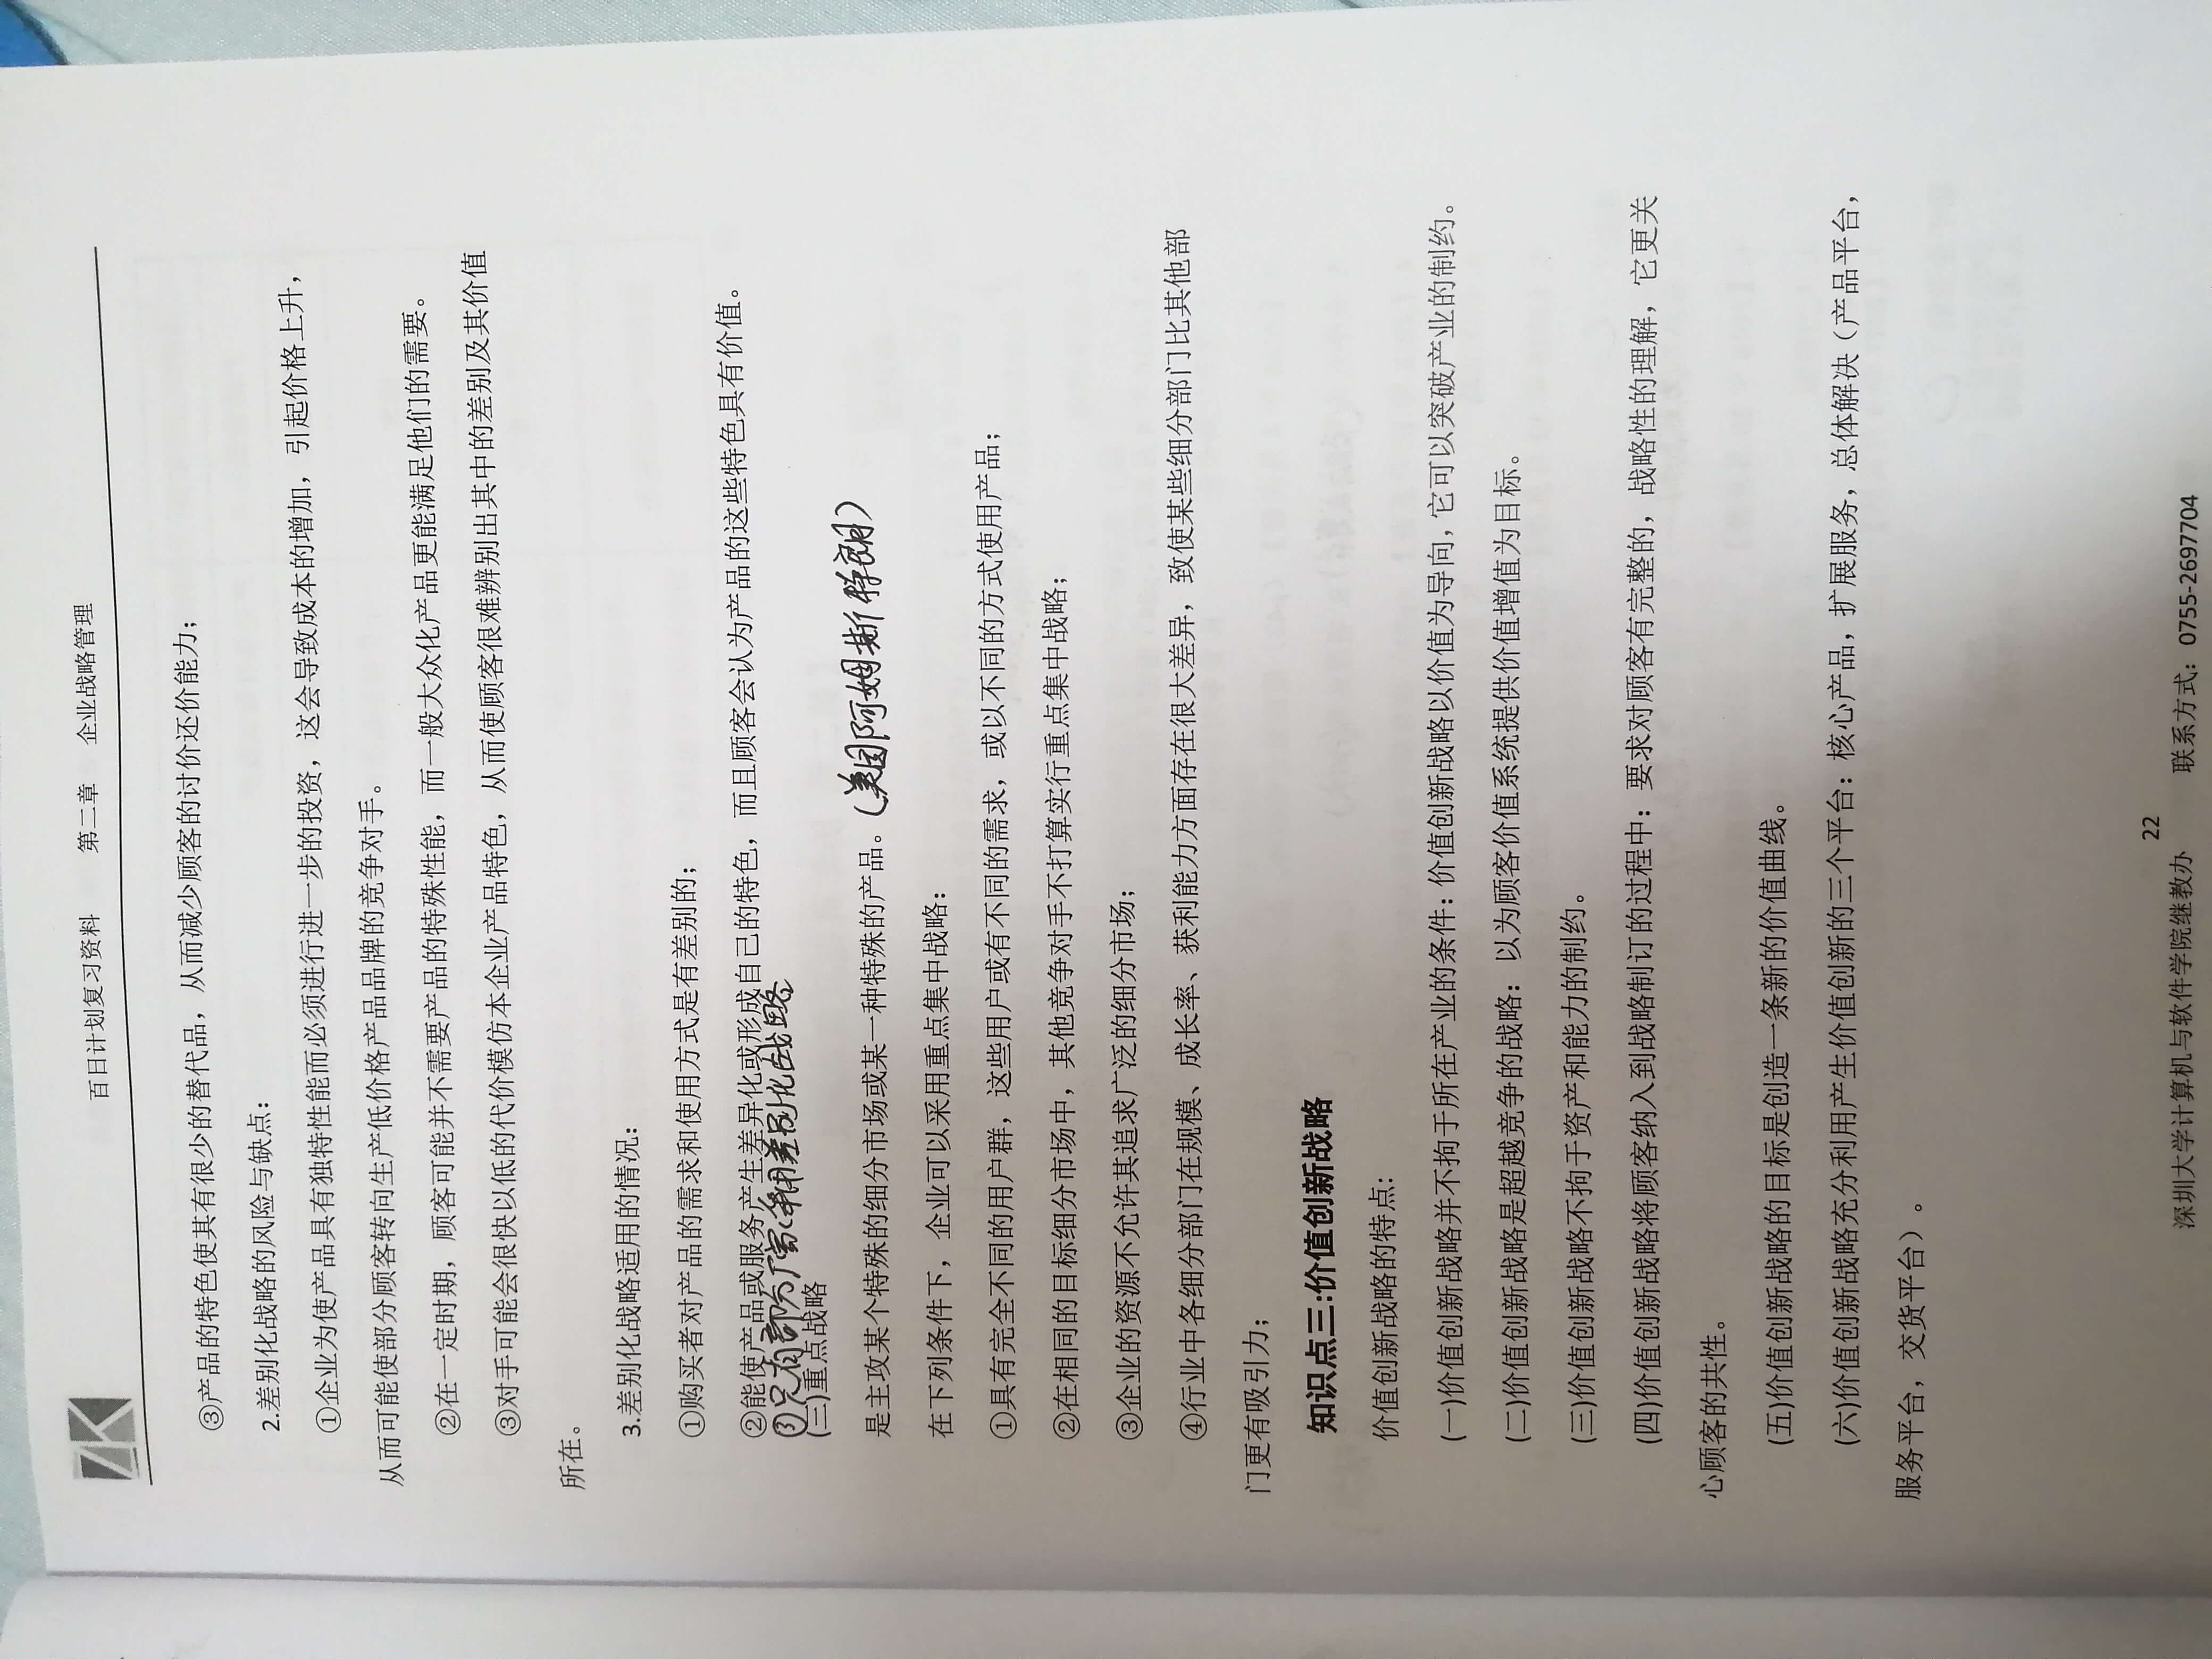 百日计划复习资料 第二章 企业战略管理
③产品的特色使其有很少的替代品，从而减少顾客的讨价还价能力；
2.差别化战略的风险与缺点：
①企业为使产品具有独特性能而必须进行进一步的投资，这会导致成本的增加，引起价格上升，
从而可能使部分顾客转向生产低价格产品品牌的竞争对手。
②在一定时期，顾客可能并不需要产品的特殊性能，而一般大众化产品更能满足他们的需要。
③对手可能会很快以低的代价模仿本企业产品特色，从而使顾客很难辨别出其中的差别及其价值
所在。
3.差别化战略适用的情况：
①购买者对产品的需求和使用方式是有差别的；
②能使产品或服务产生差异化或形成自己的特色，而且顾客会认为产品的这些特色具有价值。
③只有部分厂家采用差别化战略
(三)重点战略
是主攻某个特殊的细分市场或某一种特殊的产品。（美国阿姆斯特朗）
在下列条件下，企业可以采用重点集中战略：
①具有完全不同的用户群，这些用户或有不同的需求，或以不同的方式使用产品；
②在相同的目标细分市场中，其他竞争对手不打算实行重点集中战略；
③企业的资源不允许其追求广泛的细分市场；
④行业中各细分部门在规模、成长率、获利能力方面存在很大差异，致使某些细分部门比其他部
门更有吸引力；
知识点三:价值创新战略
价值创新战略的特点:
(一)价值创新战略并不拘于所在产业的条件：价值创新战略以价值为导向，它可以突破产业的制约。
(二)价值创新战略是超越竞争的战略：以为顾客价值系统提供价值增值为目标。
(三)价值创新战略不拘于资产和能力的制约。
(四)价值创新战略将顾客纳入到战略制订的过程中：要求对顾客有完整的，战略性的理解，它更关
心顾客的共性。
(五)价值创新战略的目标是创造一条新的价值曲线。
(六)价值创新战略充分利用产生价值创新的三个平台：核心产品，扩展服务，总体解决（产品平台，
服务平台，交货平台）。
22
深圳大学计算机与软件学院继教办 联系方式：0755-2697704